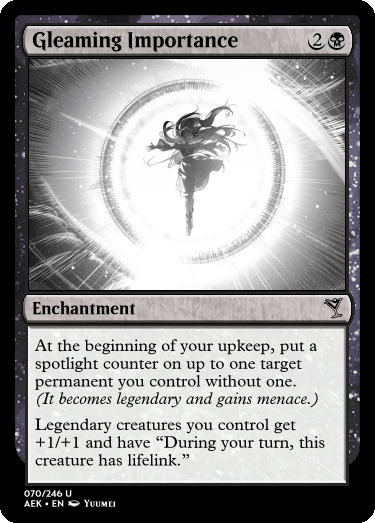 Gleaming Importance 2
Enchantment
At the beginning of your upkeep, put a
spotlight counter on up to one target
permanent you control without one.
(It becomes legendary and gains menace.)
Legendary creatures you control get
+1/+1 and have “During your turn, this
creature has lifelink.”
070/246 U
AEK • EN Yuumei